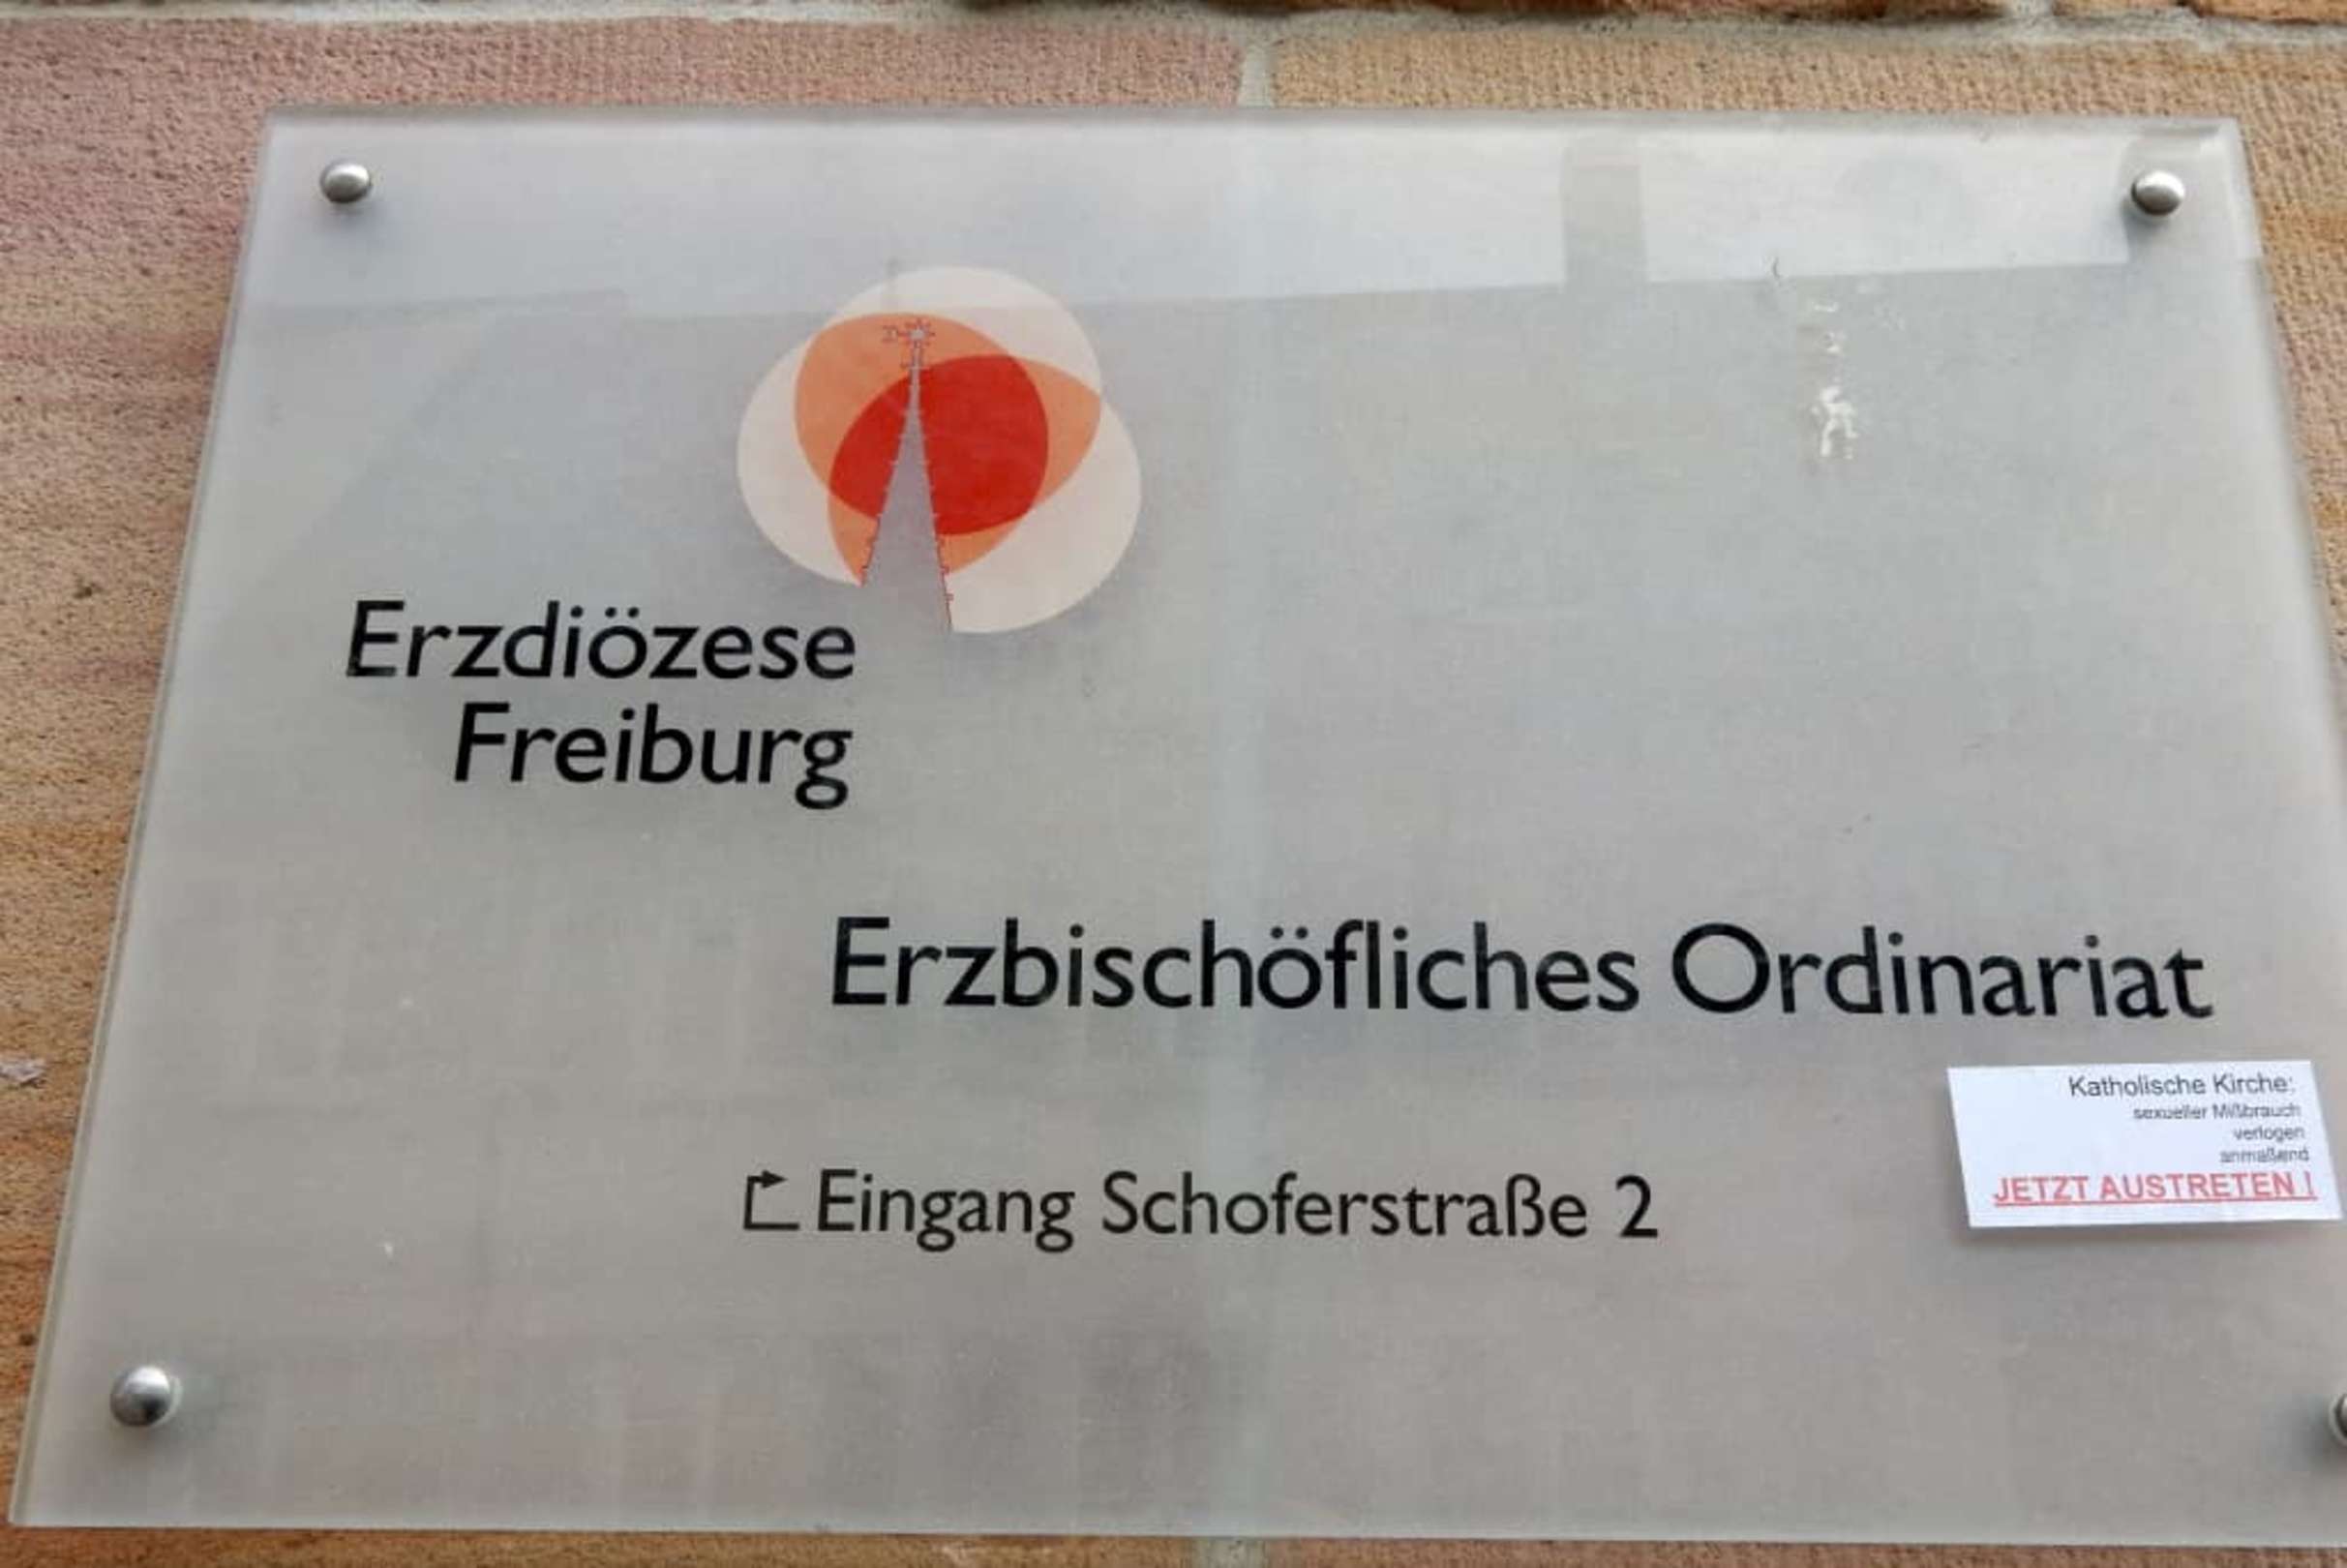 Erzdiözese
Freiburg
Erzbischöfliches Ordinariat
Eingang Schoferstraße 2
Katholische Kirche:
sexueller Mißbrauch
verlogen
anmaßend
JETZT AUSTRETEN !